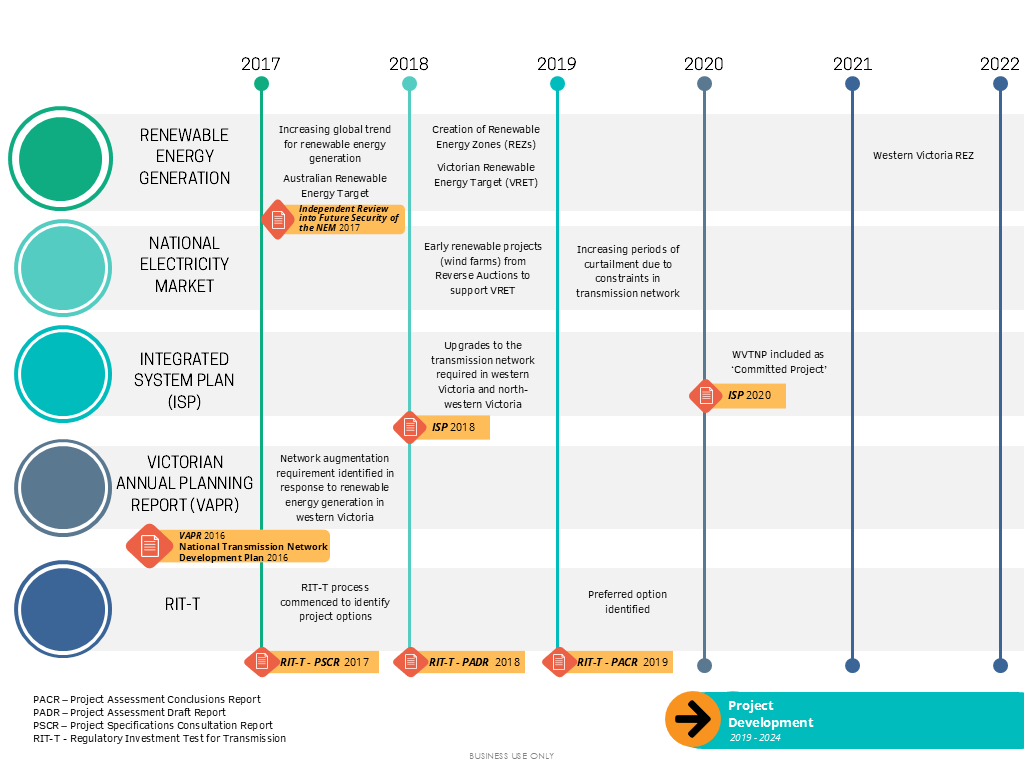 2017 2018 2019 2020 2021 2022
RENEWABLE
ENERGY
GENERATION
Increasing global trend
for renewable energy
generation
Australian Renewable
Energy Target
Creation of Renewable
Energy Zones (REZs)
Victorian Renewable
Energy Target (VRET)
Western Victoria REZ
Independent Review
into Future Security of
the NEM 2017
NATIONAL
ELECTRICITY
MARKET
Early renewable projects
(wind farms) from
Reverse Auctions to
support VRET
Increasing periods of
curtailment due to
constraints in
transmission network
INTEGRATED
SYSTEM PLAN
(ISP)
Upgrades to the
transmission network
required in western
Victoria and north-
western Victoria
WVTNP included as
‘Committed Project’
ISP 2018
ISP 2020
VICTORIAN
ANNUAL PLANNING
REPORT (VAPR)
Network augmentation
requirement identified in
response to renewable
energy generation in
western Victoria
VAPR 2016
National Transmission Network
Development Plan 2016
RIT-T
RIT-T process
commenced to identify
project options
Preferred option
identified
RIT-T - PSCR 2017
RIT-T - PADR 2018
RIT-T - PACR 2019
PACR – Project Assessment Conclusions Report
PADR – Project Assessment Draft Report
PSCR – Project Specifications Consultation Report
RIT-T - Regulatory Investment Test for Transmission
Project
Development
2019 - 2024
BUSINESS USE ONLY